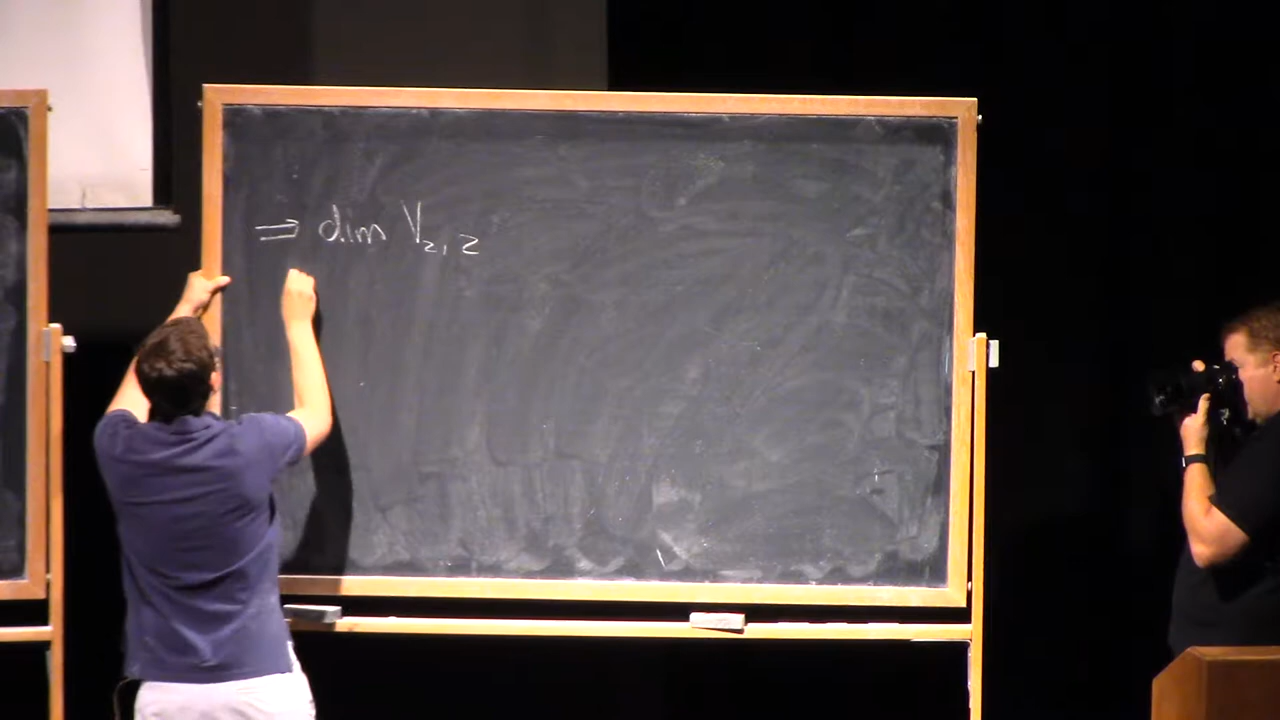 ⇒ dim V₂,₂